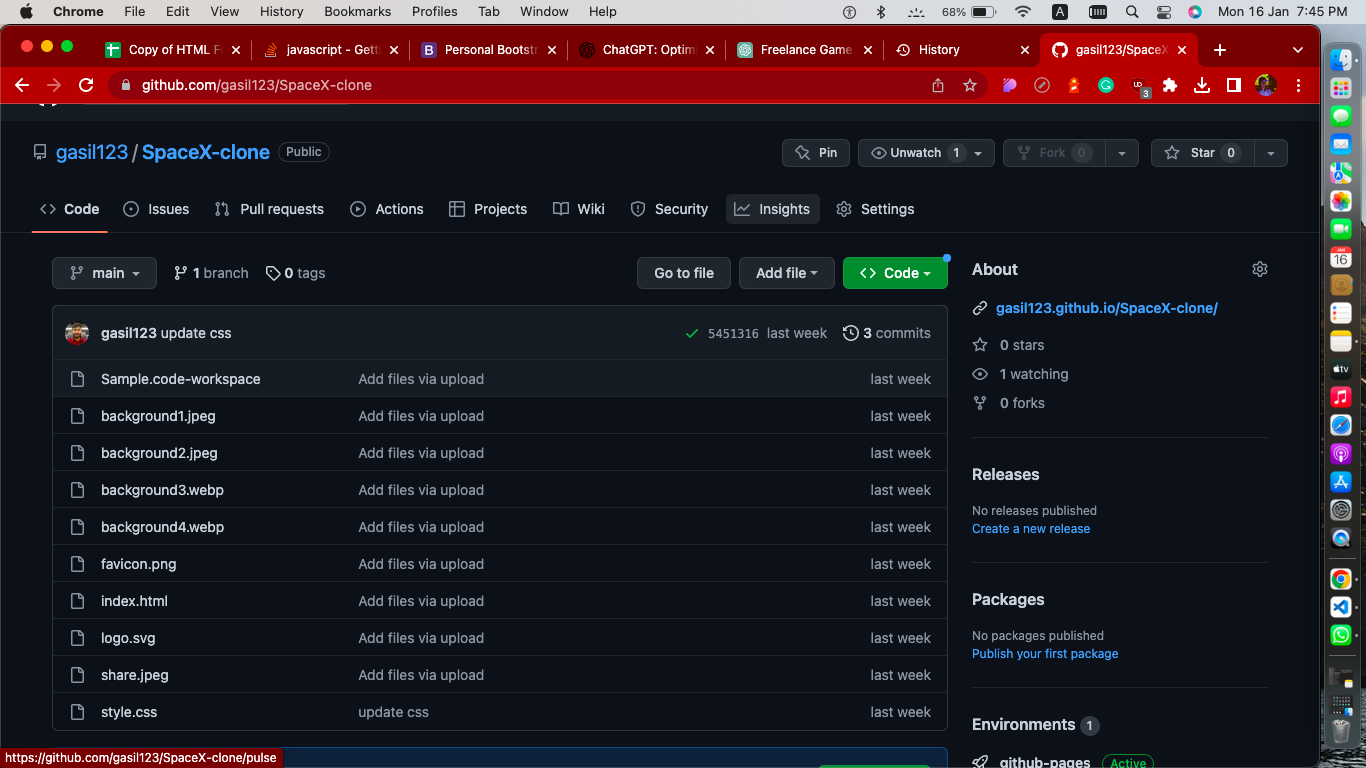 Chrome File Edit View History Bookmarks Profiles Tab Window Help 68% A Mon 16 Jan 7:45 PM
Copy of HTML F javascript - Gett Personal Bootstr ChatGPT: Optimi Freelance Game History gasil123/SpaceX
github.com/gasil123/SpaceX-clone 3
gasil123 / SpaceX-clone Public Pin Unwatch 1 Fork 0 Star 0
Code Issues Pull requests Actions Projects Wiki Security Insights Settings
main 1 branch 0 tags Go to file Add file Code
gasil123 update css 5451316 last week 3 commits
Sample.code-workspace Add files via upload last week
background1.jpeg Add files via upload last week
background2.jpeg Add files via upload last week
background3.webp Add files via upload last week
background4.webp Add files via upload last week
favicon.png Add files via upload last week
index.html Add files via upload last week
logo.svg Add files via upload last week
share.jpeg Add files via upload last week
style.css update css last week
About
gasil123.github.io/SpaceX-clone/
0 stars
1 watching
0 forks
Releases
No releases published
Create a new release
Packages
No packages published
Publish your first package
Environments 1
github-pages Active
JAN
16
tv
https://github.com/gasil123/SpaceX-clone/pulse